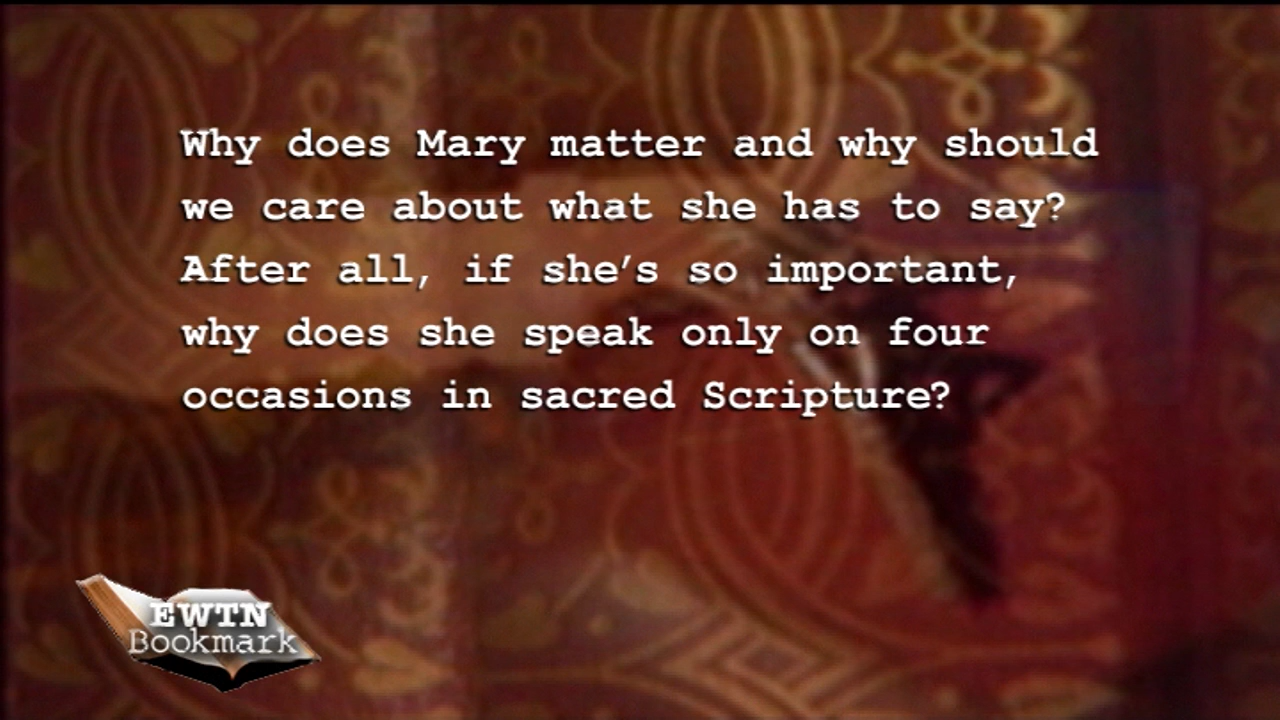 Why does Mary matter and why should
we care about what she has to say?
After all, if she's so important,
why does she speak only on four
occasions in sacred Scripture?
EWTN
Bookmark